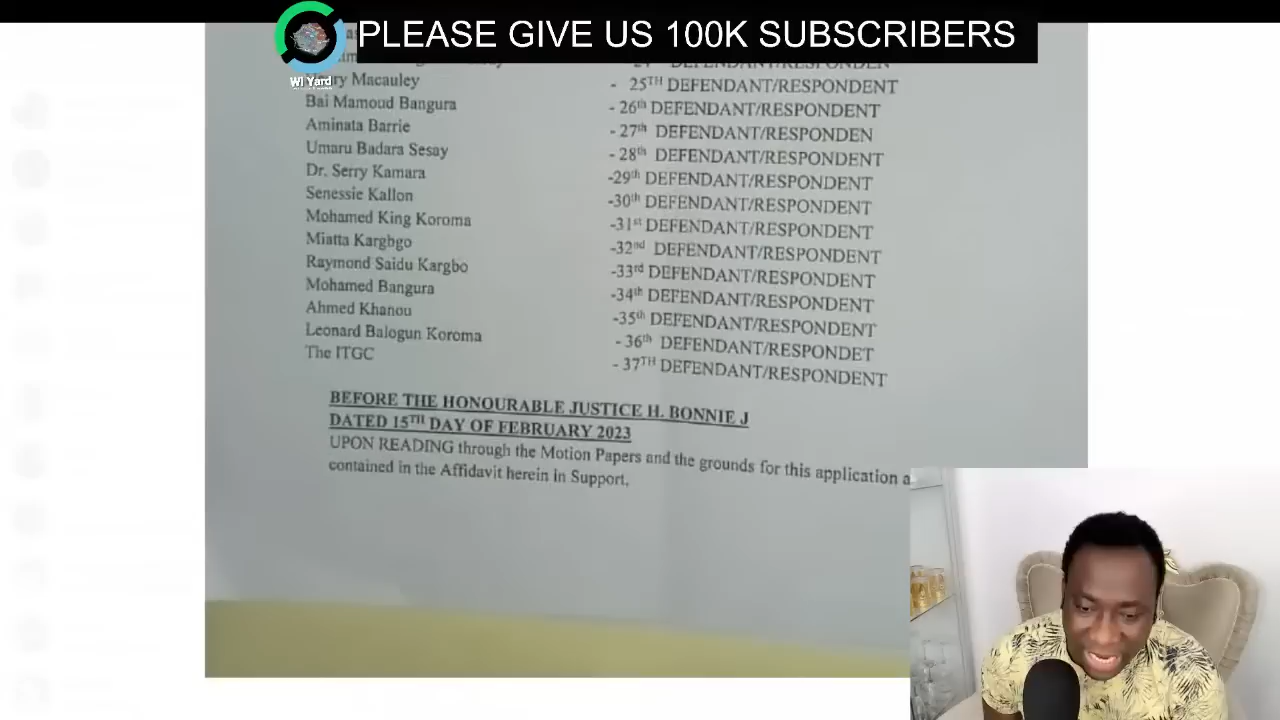 PLEASE GIVE US 100K SUBSCRIBERS
Wi Yard
DEFENDANT/RESPONDEN
Macauley - 25TH DEFENDANT/RESPONDENT
Bai Mamoud Bangura - 26th DEFENDANT/RESPONDENT
Aminata Barrie - 27th DEFENDANT/RESPONDEN
Umaru Badara Sesay - 28th DEFENDANT/RESPONDENT
Dr. Serry Kamara -29th DEFENDANT/RESPONDENT
Senessie Kallon -30th DEFENDANT/RESPONDENT
Mohamed King Koroma -31st DEFENDANT/RESPONDENT
Miatta Kargbgo -32nd DEFENDANT/RESPONDENT
Raymond Saidu Kargbo -33rd DEFENDANT/RESPONDENT
Mohamed Bangura -34th DEFENDANT/RESPONDENT
Ahmed Khanou -35th DEFENDANT/RESPONDENT
Leonard Balogun Koroma - 36th DEFENDANT/RESPONDET
The ITGC - 37TH DEFENDANT/RESPONDENT
BEFORE THE HONOURABLE JUSTICE H. BONNIE J
DATED 15TH DAY OF FEBRUARY 2023
UPON READING through the Motion Papers and the grounds for this application
contained in the Affidavit herein in Support,